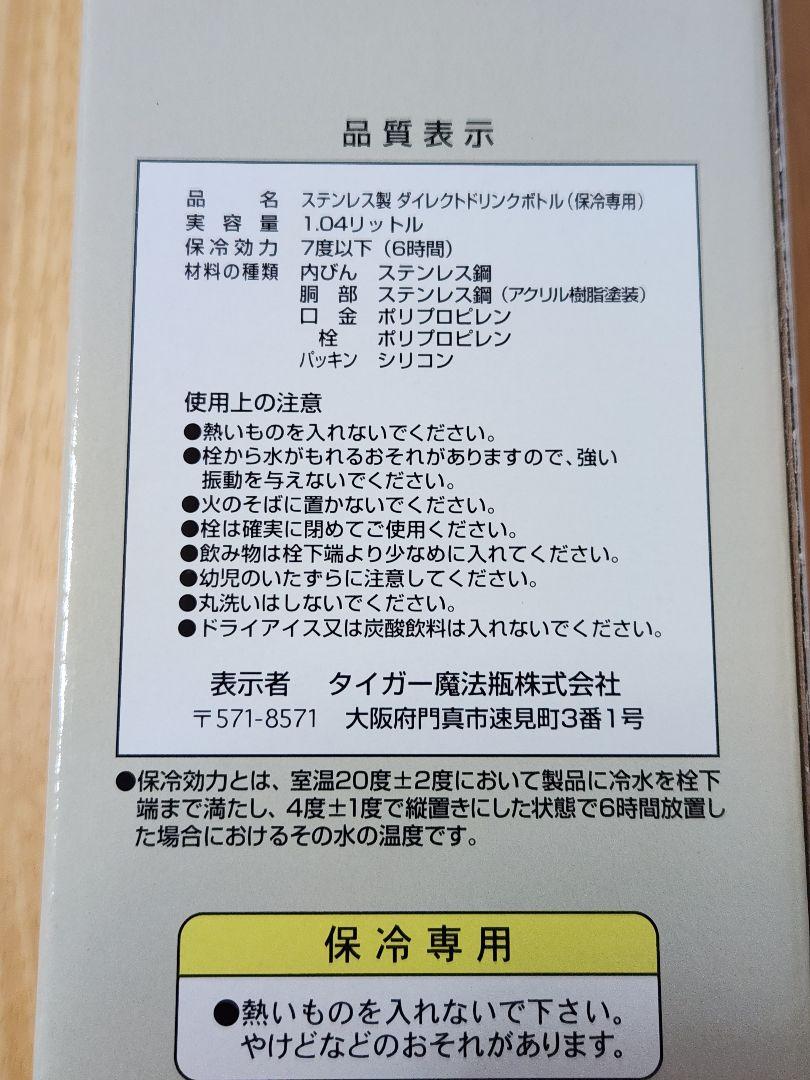 品質表示
品名 ステンレス製 ダイレクトドリンクボトル(保冷専用)
実容量 1.04リットル
保冷効力 7度以下(6時間)
材料の種類 内びん ステンレス鋼
胴部 ステンレス鋼(アクリル樹脂塗装)
口金 ポリプロピレン
栓 ポリプロピレン
パッキン シリコン
使用上の注意
●熱いものを入れないでください。
●栓から水がもれるおそれがありますので、強い
振動を与えないでください。
●火のそばに置かないでください。
●栓は確実に閉めてご使用ください。
●飲み物は栓下端より少なめに入れてください。
●幼児のいたずらに注意してください。
●丸洗いはしないでください。
●ドライアイス又は炭酸飲料は入れないでください。
表示者 タイガー魔法瓶株式会社
〒571-8571 大阪府門真市速見町3番1号
●保冷効力とは、室温20度±2度において製品に冷水を栓下
端まで満たし、4度±1度で縦置きにした状態で6時間放置し
た場合におけるその水の温度です。
保冷専用
●熱いものを入れないで下さい。
やけどなどのおそれがあります。